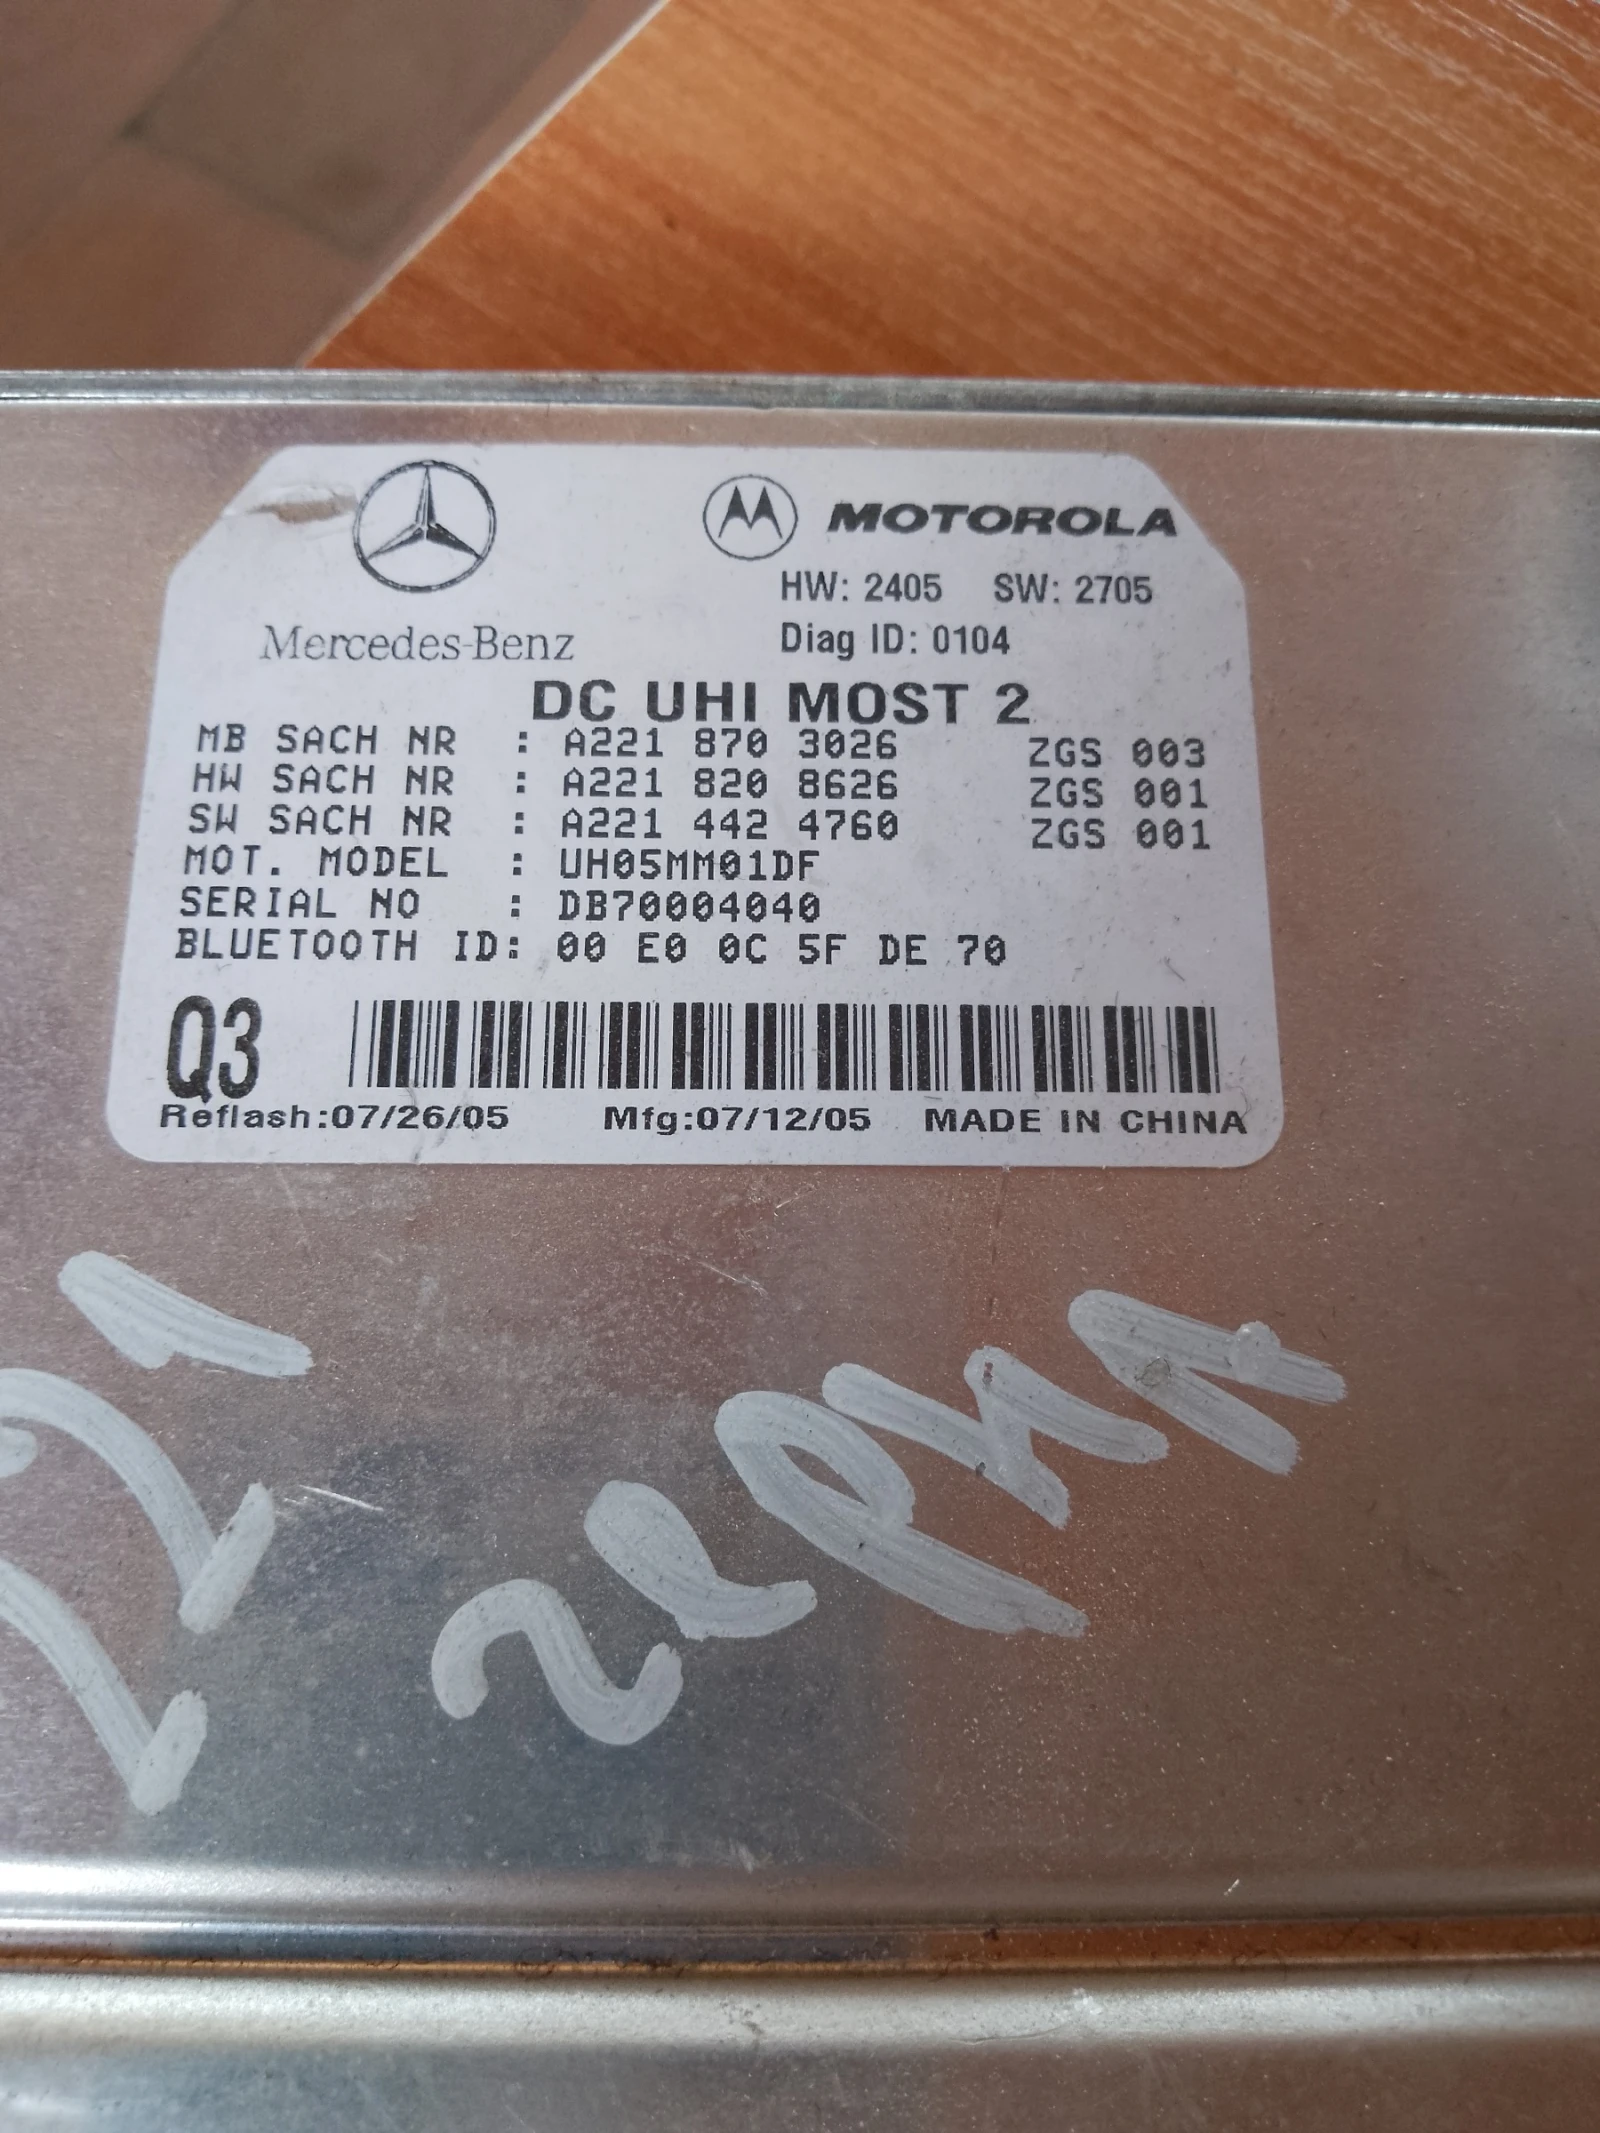 MOTOROLA
HW: 2405 SW: 2705
Mercedes-Benz
Diag ID: 0104
DC UHI MOST 2
MB SACH NR : A221 870 3026 ZGS 003
HW SACH NR : A221 820 8626 ZGS 001
SW SACH NR : A221 442 4760 ZGS 001
MOT. MODEL : UH05MM01DF
SERIAL NO : DB70004040
BLUETOOTH ID: 00 E0 0C 5F DE 70
Q3
Reflash:07/26/05 Mfg:07/12/05 MADE IN CHINA
221